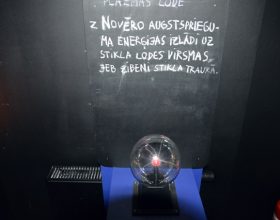 PLAZMAS LODE
Z NOVĒRO AUGSTSPRIEGU-
MA ENERĢIJAS IZLĀDI UZ
STIKLA LODES VIRSMAS,
JEB ZIBENI STIKLA TRAUKĀ.